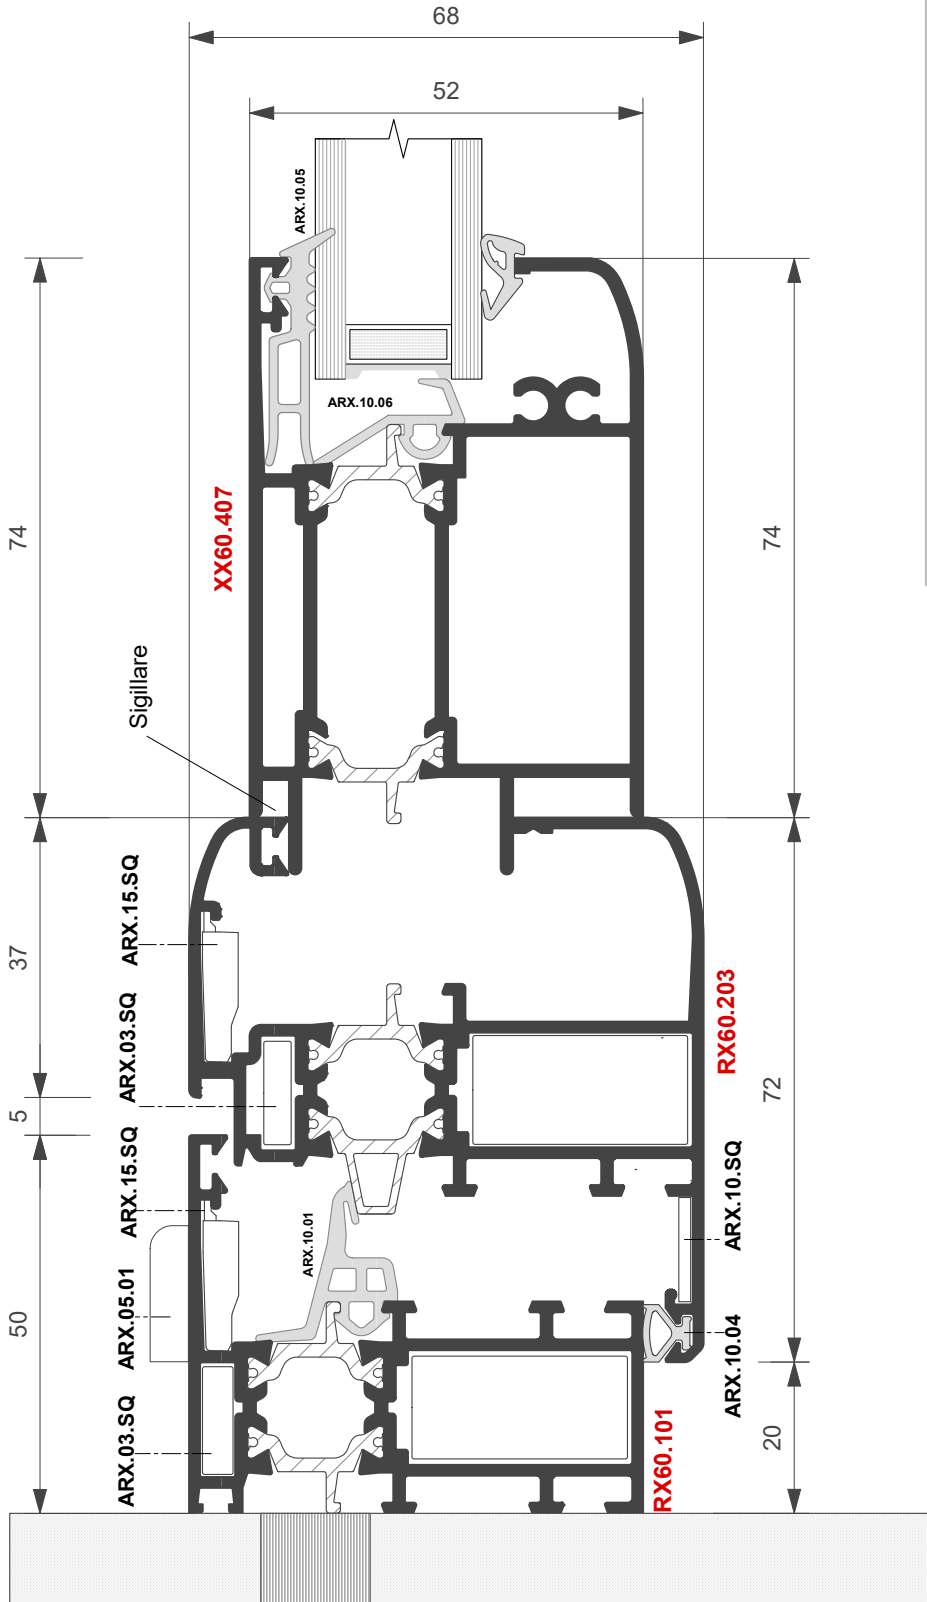 68
52
ARX.10.05
ARX.10.06
74
XX60.407
74
Sigillare
ARX.15.SQ
37
RX60.203
ARX.03.SQ
72
5
ARX.15.SQ
ARX.10.SQ
ARX.10.01
50
ARX.05.01
ARX.10.04
ARX.03.SQ
RX60.101
20